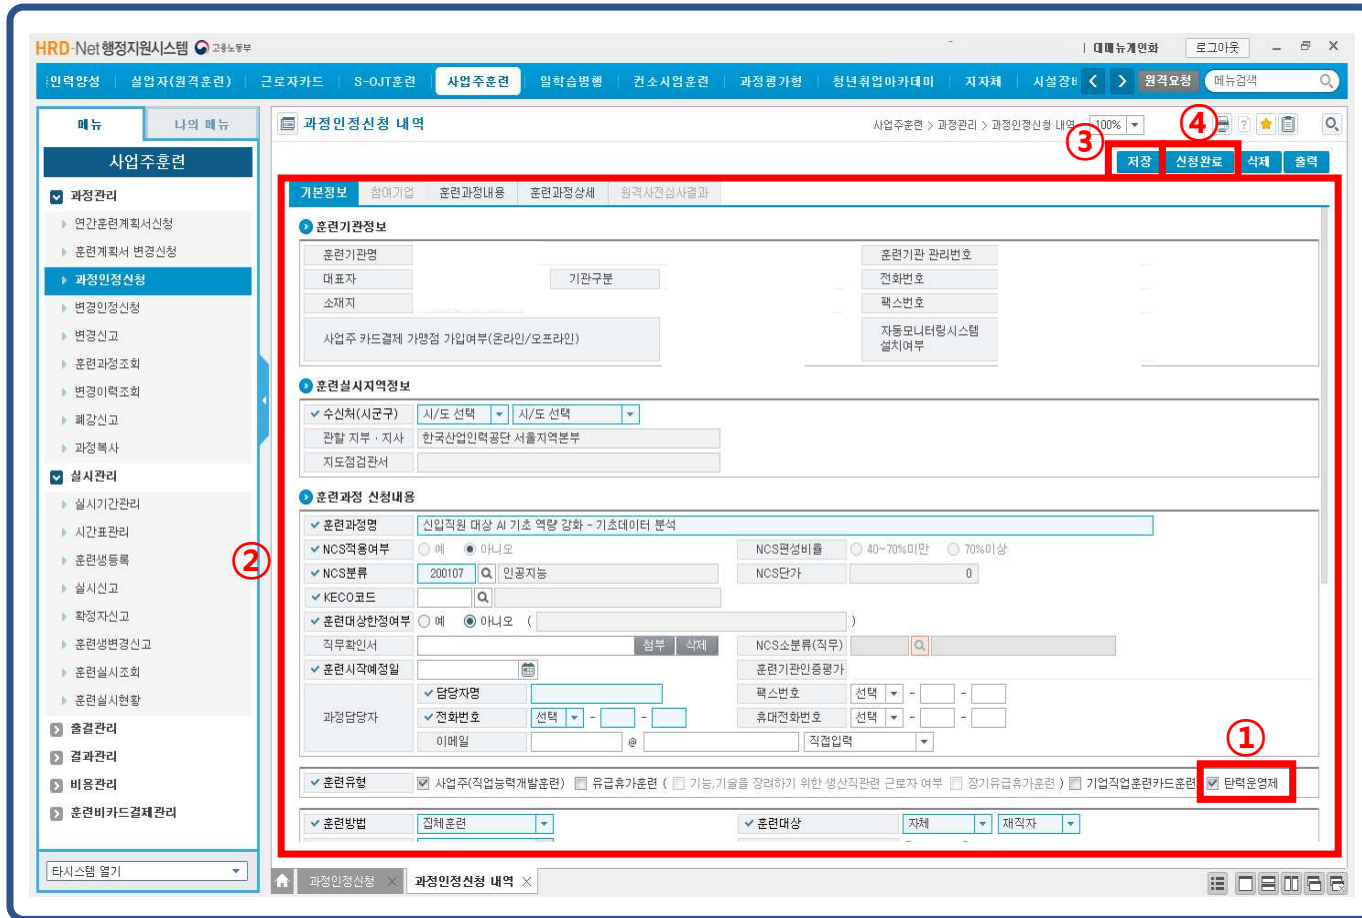 HRD-Net 행정지원시스템 고용노동부 | 대메뉴개인화 로그아웃
인력양성 실업자(원격훈련) 근로자카드 S-OJT훈련 사업주훈련 일학습병행 컨소시엄훈련 과정평가형 청년취업아카데미 지자체 시설장비 원격요청 메뉴검색
메뉴 나의 메뉴
사업주훈련
과정관리
연간훈련계획서신청
훈련계획서 변경신청
과정인정신청
변경인정신청
변경신고
훈련과정조회
변경이력조회
폐강신고
과정복사
실시관리
실시기간관리
시간표관리
훈련생등록
실시신고
확정자신고
훈련생변경신고
훈련실시조회
훈련실시현황
출결관리
결과관리
비용관리
훈련비카드결제관리
타시스템 열기
과정인정신청 내역 사업주훈련 > 과정관리 > 과정인정신청 내역 100%
③ ④
저장 신청완료 삭제 출력
기본정보 참여기업 훈련과정내용 훈련과정상세 원격사전심사결과
훈련기관정보
훈련기관명 훈련기관 관리번호
대표자 기관구분 전화번호
소재지 팩스번호
사업주 카드결제 가맹점 가입여부(온라인/오프라인) 자동모니터링시스템
설치여부
훈련실시지역정보
수신처(시군구) 시/도 선택 시/도 선택
관할 지부·지사 한국산업인력공단 서울지역본부
지도점검관서
훈련과정 신청내용
훈련과정명 신입직원 대상 AI 기초 역량 강화 - 기초데이터 분석
② NCS적용여부 예 아니오 NCS편성비율 40~70%미만 70%이상
NCS분류 200107 인공지능 NCS단가 0
KECO코드
훈련대상한정여부 예 아니오 ( )
직무확인서 첨부 삭제 NCS소분류(직무)
훈련시작예정일 훈련기관인증평가
담당자명 팩스번호 선택 - -
과정담당자 전화번호 선택 - - 휴대전화번호 선택 - -
이메일 @ 직접입력
①
훈련유형 사업주(직업능력개발훈련) 유급휴가훈련 ( 기능,기술을 장려하기 위한 생산직관련 근로자 여부 장기유급휴가훈련 ) 기업직업훈련카드훈련 탄력운영제
훈련방법 집체훈련 훈련대상 자체 재직자
과정인정신청 × 과정인정신청 내역 ×